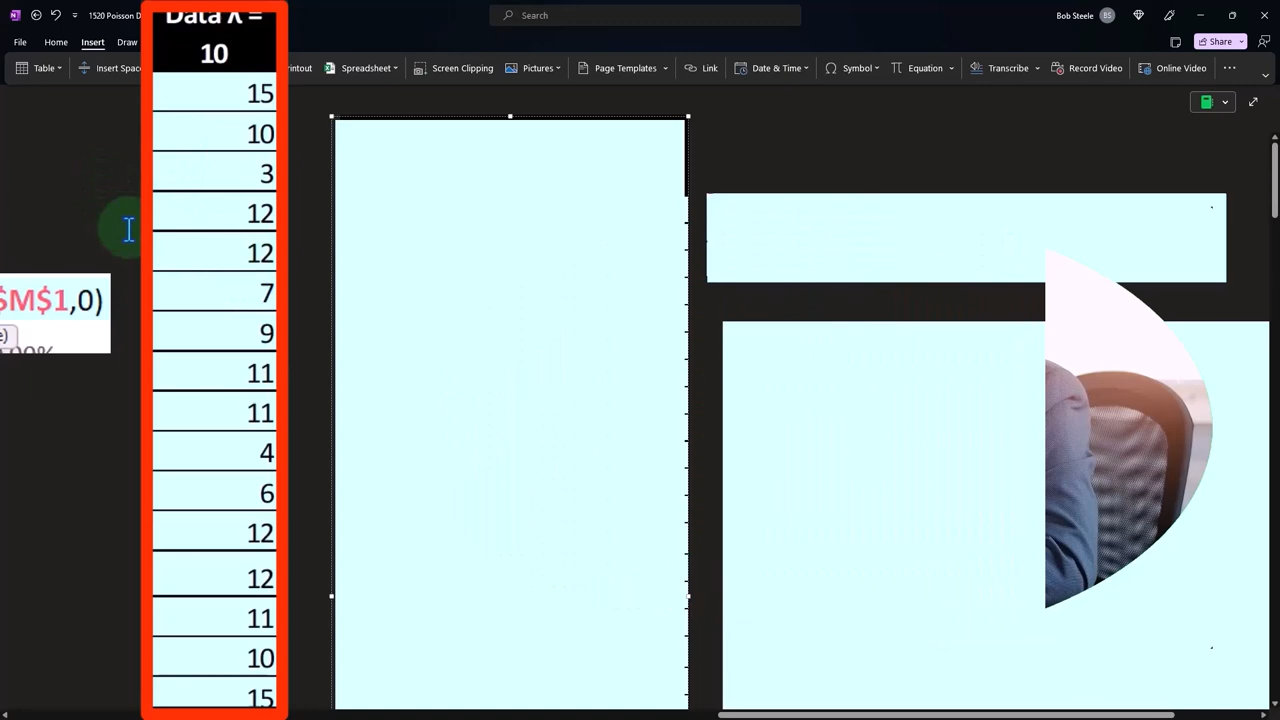 1520 Poisson D
Search
Bob Steele
BS
File
Home
Insert
Draw
Share
Table
Insert Spac
rintout
Spreadsheet
Screen Clipping
Pictures
Page Templates
Link
Date & Time
Symbol
Equation
Transcribe
Record Video
Online Video
Data X =
10
15
10
3
12
12
7
9
11
11
4
6
12
12
11
10
15
$M$1,0)
e)